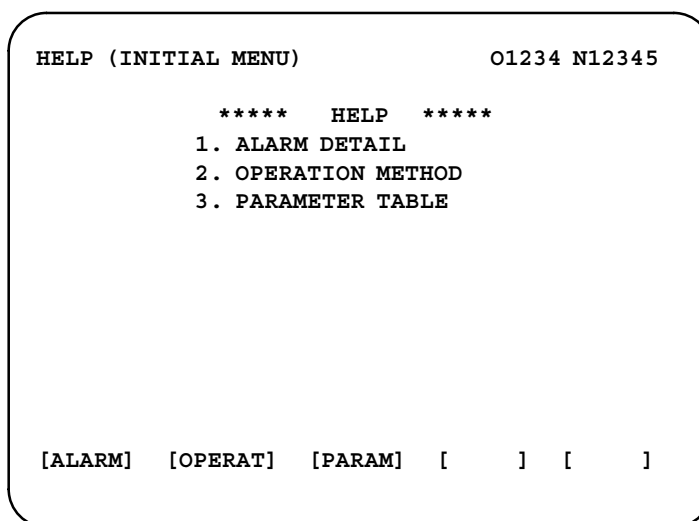 HELP (INITIAL MENU) O1234 N12345
***** HELP *****
1. ALARM DETAIL
2. OPERATION METHOD
3. PARAMETER TABLE
[ALARM] [OPERAT] [PARAM] [ ] [ ]